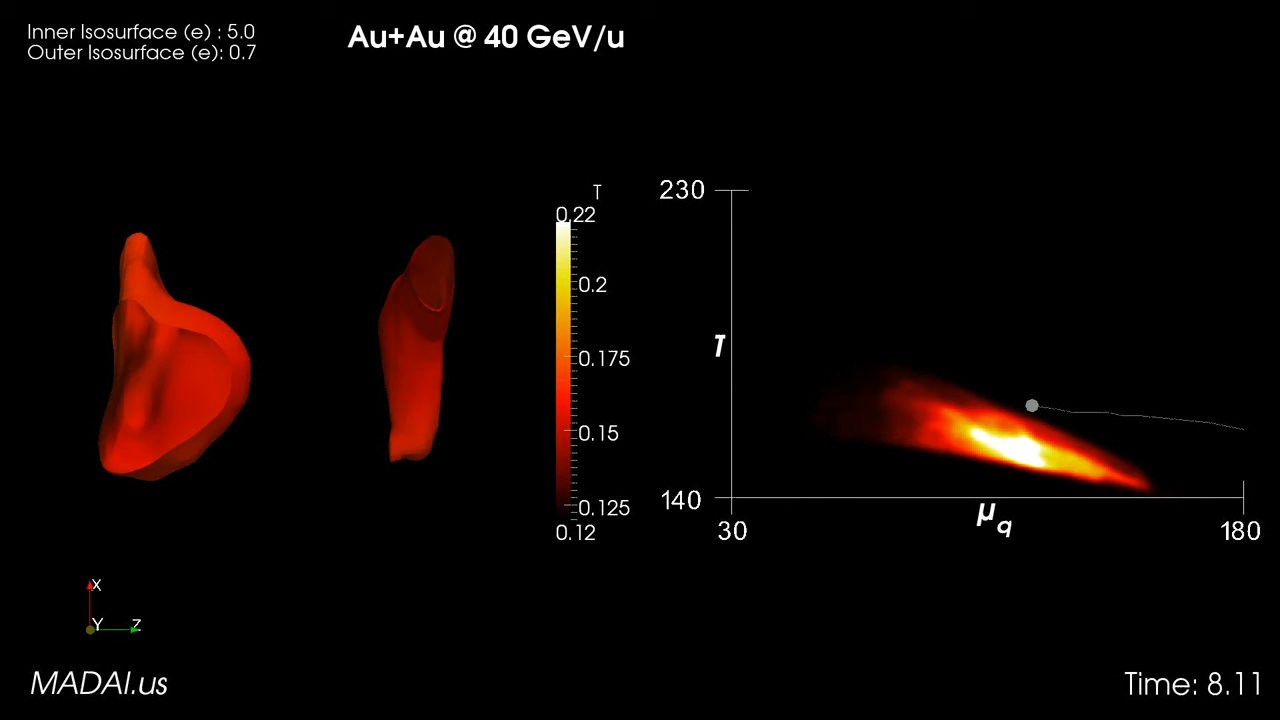 Inner Isosurface (e) : 5.0
Outer Isosurface (e): 0.7
Au+Au @ 40 GeV/u
T
0.22
0.2
0.175
0.15
0.125
0.12
230
T
140
30
μq
180
X
Y
Z
MADAI.us
Time: 8.11